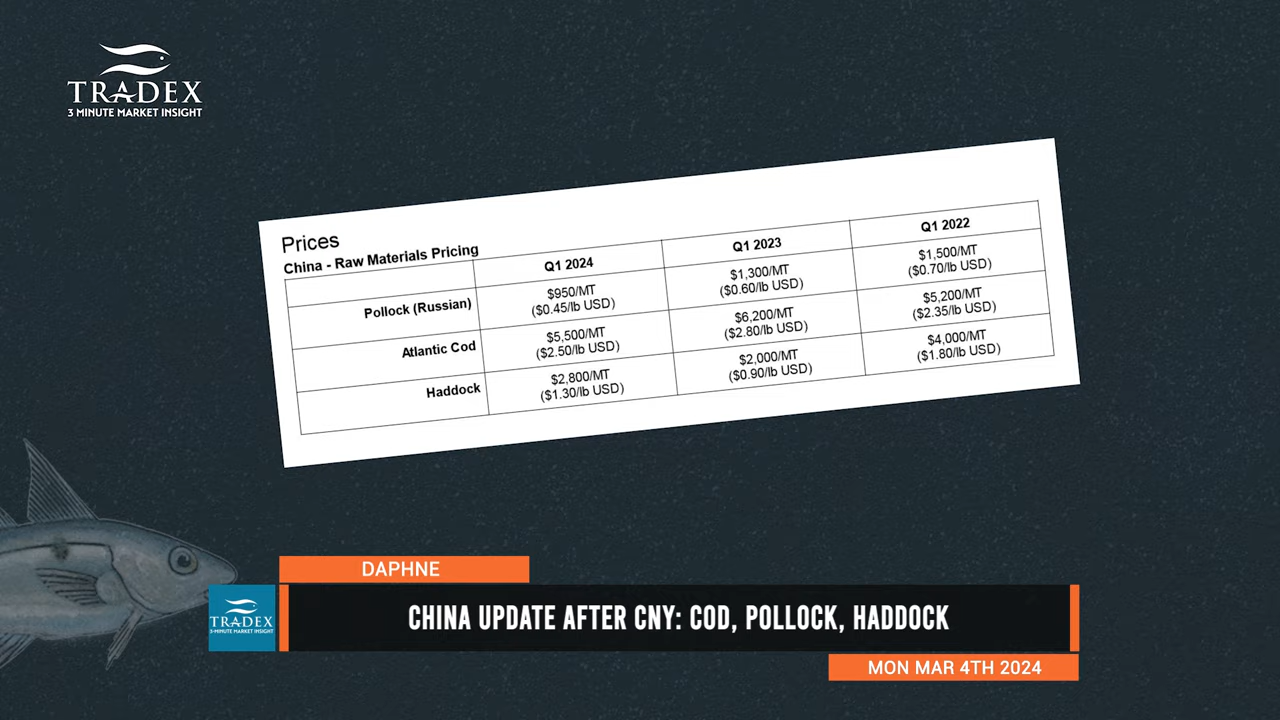 TRADEX
3 MINUTE MARKET INSIGHT
Prices
China - Raw Materials Pricing
Q1 2024 Q1 2023 Q1 2022
Pollock (Russian) $950/MT $1,300/MT $1,500/MT
($0.45/lb USD) ($0.60/lb USD) ($0.70/lb USD)
Atlantic Cod $5,500/MT $6,200/MT $5,200/MT
($2.50/lb USD) ($2.80/lb USD) ($2.35/lb USD)
Haddock $2,800/MT $2,000/MT $4,000/MT
($1.30/lb USD) ($0.90/lb USD) ($1.80/lb USD)
DAPHNE
TRADEX
3-MINUTE MARKET INSIGHT
CHINA UPDATE AFTER CNY: COD, POLLOCK, HADDOCK
MON MAR 4TH 2024